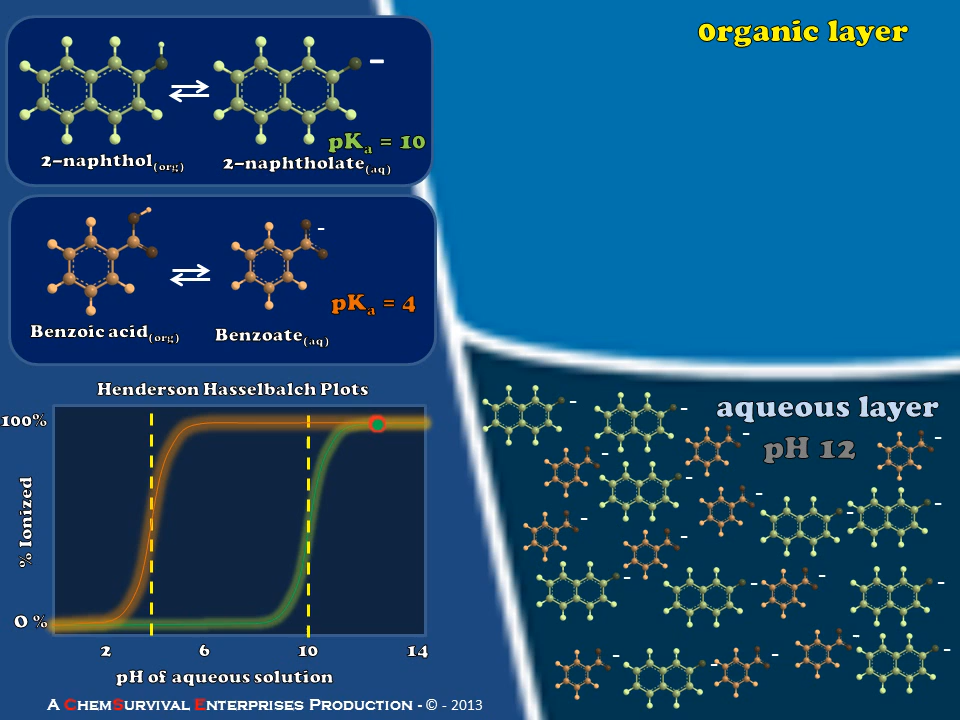 0rganic layer
2-naphthol(org)
2-naphtholate(aq)
pKa = 10
Benzoic acid(org)
Benzoate(aq)
pKa = 4
Henderson Hasselbalch Plots
100%
% Ionized
0 %
2 6 10 14
pH of aqueous solution
aqueous layer
pH 12
A ChemSurvival Enterprises Production - © - 2013